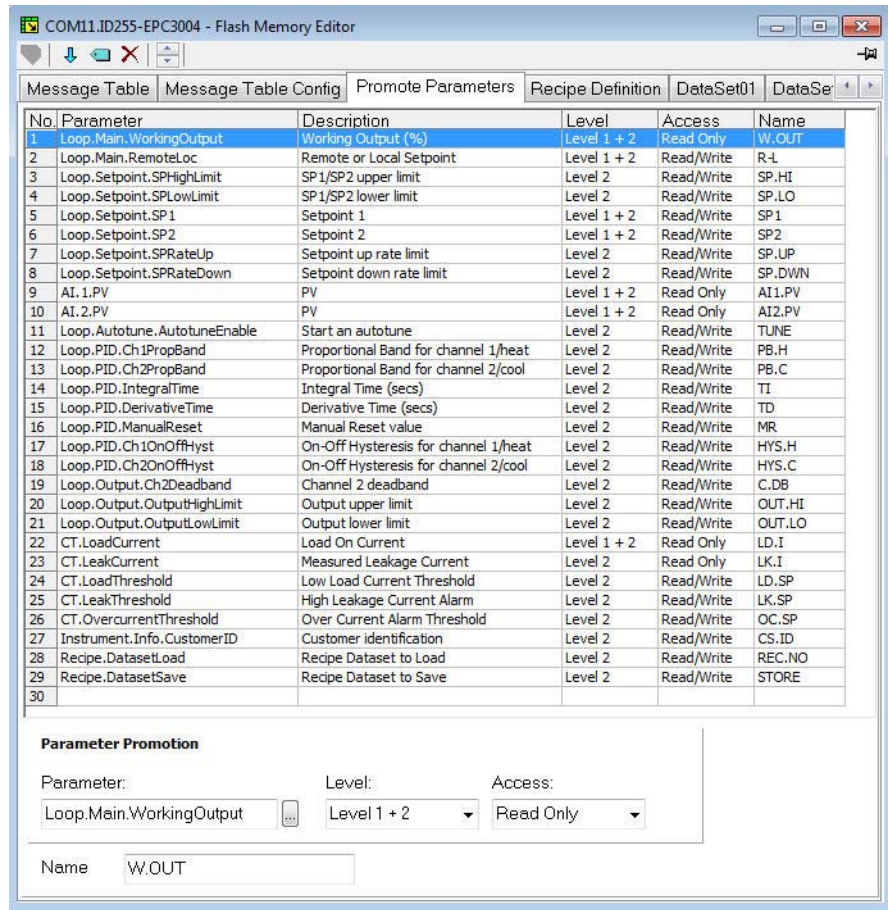 COM11.ID255-EPC3004 - Flash Memory Editor
Message Table Message Table Config Promote Parameters Recipe Definition DataSet01 DataSe
No. Parameter Description Level Access Name
1 Loop.Main.WorkingOutput Working Output (%) Level 1 + 2 Read Only W.OUT
2 Loop.Main.RemoteLoc Remote or Local Setpoint Level 1 + 2 Read/Write R-L
3 Loop.Setpoint.SPHighLimit SP1/SP2 upper limit Level 2 Read/Write SP.HI
4 Loop.Setpoint.SPLowLimit SP1/SP2 lower limit Level 2 Read/Write SP.LO
5 Loop.Setpoint.SP1 Setpoint 1 Level 1 + 2 Read/Write SP1
6 Loop.Setpoint.SP2 Setpoint 2 Level 1 + 2 Read/Write SP2
7 Loop.Setpoint.SPRateUp Setpoint up rate limit Level 2 Read/Write SP.UP
8 Loop.Setpoint.SPRateDown Setpoint down rate limit Level 2 Read/Write SP.DWN
9 AI.1.PV PV Level 1 + 2 Read Only AI1.PV
10 AI.2.PV PV Level 1 + 2 Read Only AI2.PV
11 Loop.Autotune.AutotuneEnable Start an autotune Level 2 Read/Write TUNE
12 Loop.PID.Ch1PropBand Proportional Band for channel 1/heat Level 2 Read/Write PB.H
13 Loop.PID.Ch2PropBand Proportional Band for channel 2/cool Level 2 Read/Write PB.C
14 Loop.PID.IntegralTime Integral Time (secs) Level 2 Read/Write TI
15 Loop.PID.DerivativeTime Derivative Time (secs) Level 2 Read/Write TD
16 Loop.PID.ManualReset Manual Reset value Level 2 Read/Write MR
17 Loop.PID.Ch1OnOffHyst On-Off Hysteresis for channel 1/heat Level 2 Read/Write HYS.H
18 Loop.PID.Ch2OnOffHyst On-Off Hysteresis for channel 2/cool Level 2 Read/Write HYS.C
19 Loop.Output.Ch2Deadband Channel 2 deadband Level 2 Read/Write C.DB
20 Loop.Output.OutputHighLimit Output upper limit Level 2 Read/Write OUT.HI
21 Loop.Output.OutputLowLimit Output lower limit Level 2 Read/Write OUT.LO
22 CT.LoadCurrent Load On Current Level 1 + 2 Read Only LD.I
23 CT.LeakCurrent Measured Leakage Current Level 2 Read Only LK.I
24 CT.LoadThreshold Low Load Current Threshold Level 2 Read/Write LD.SP
25 CT.LeakThreshold High Leakage Current Alarm Level 2 Read/Write LK.SP
26 CT.OvercurrentThreshold Over Current Alarm Threshold Level 2 Read/Write OC.SP
27 Instrument.Info.CustomerID Customer identification Level 2 Read/Write CS.ID
28 Recipe.DatasetLoad Recipe Dataset to Load Level 2 Read/Write REC.NO
29 Recipe.DatasetSave Recipe Dataset to Save Level 2 Read/Write STORE
30
Parameter Promotion
Parameter: Level: Access:
Loop.Main.WorkingOutput ... Level 1 + 2 Read Only
Name W.OUT